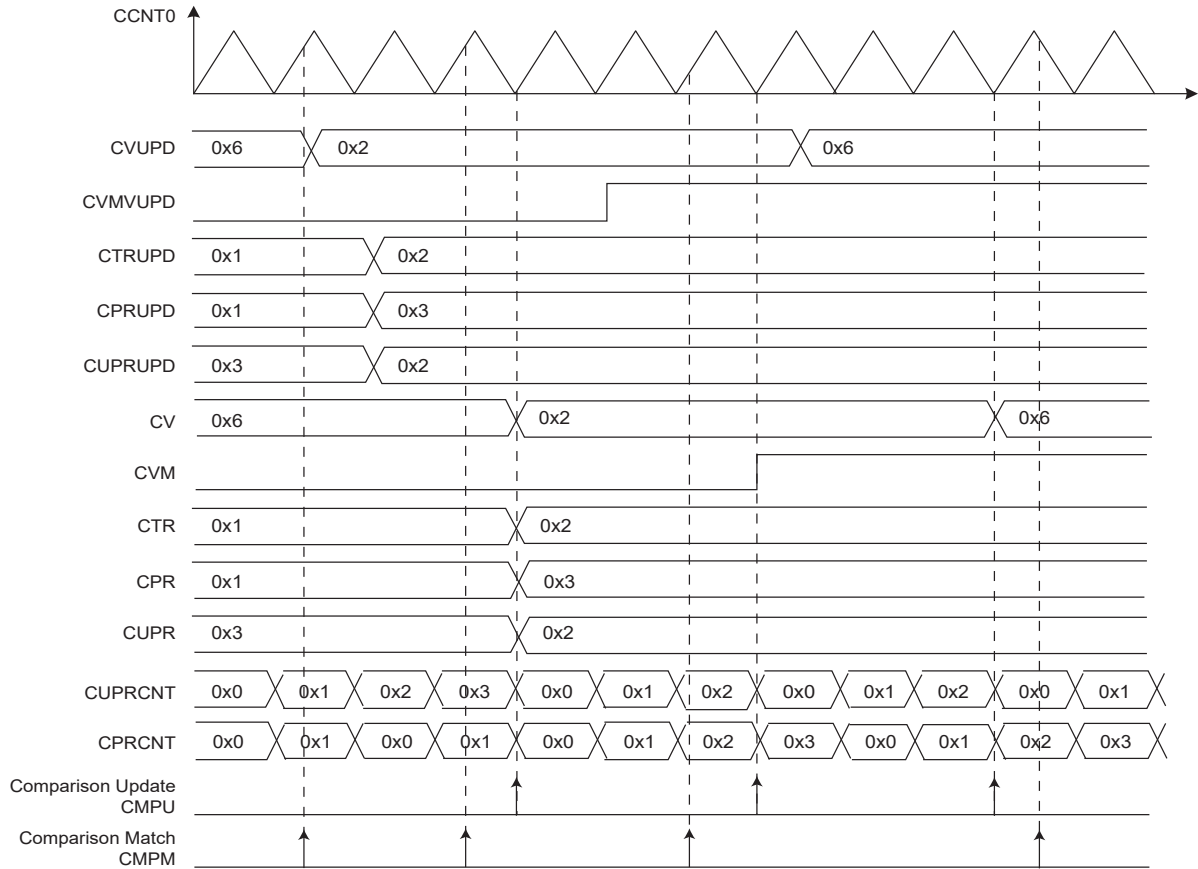 CCNT0
CVUPD 0x6 0x2 0x6
CVMVUPD
CTRUPD 0x1 0x2
CPRUPD 0x1 0x3
CUPRUPD 0x3 0x2
CV 0x6 0x2 0x6
CVM
CTR 0x1 0x2
CPR 0x1 0x3
CUPR 0x3 0x2
CUPRCNT 0x0 0x1 0x2 0x3 0x0 0x1 0x2 0x0 0x1 0x2 0x0 0x1
CPRCNT 0x0 0x1 0x0 0x1 0x0 0x1 0x2 0x3 0x0 0x1 0x2 0x3
Comparison Update
CMPU
Comparison Match
CMPM